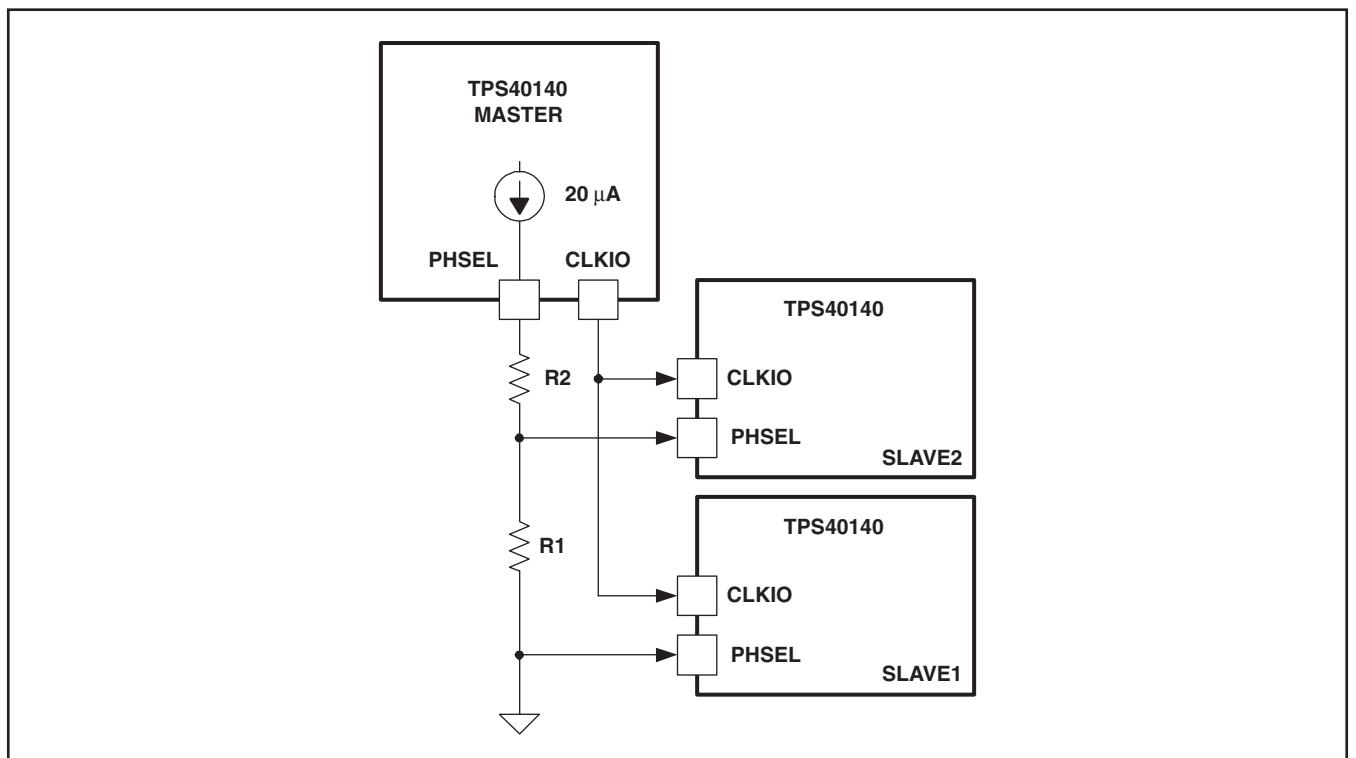 TPS40140
MASTER
20 μA
PHSEL
CLKIO
R2
R1
TPS40140
CLKIO
PHSEL
SLAVE2
TPS40140
CLKIO
PHSEL
SLAVE1